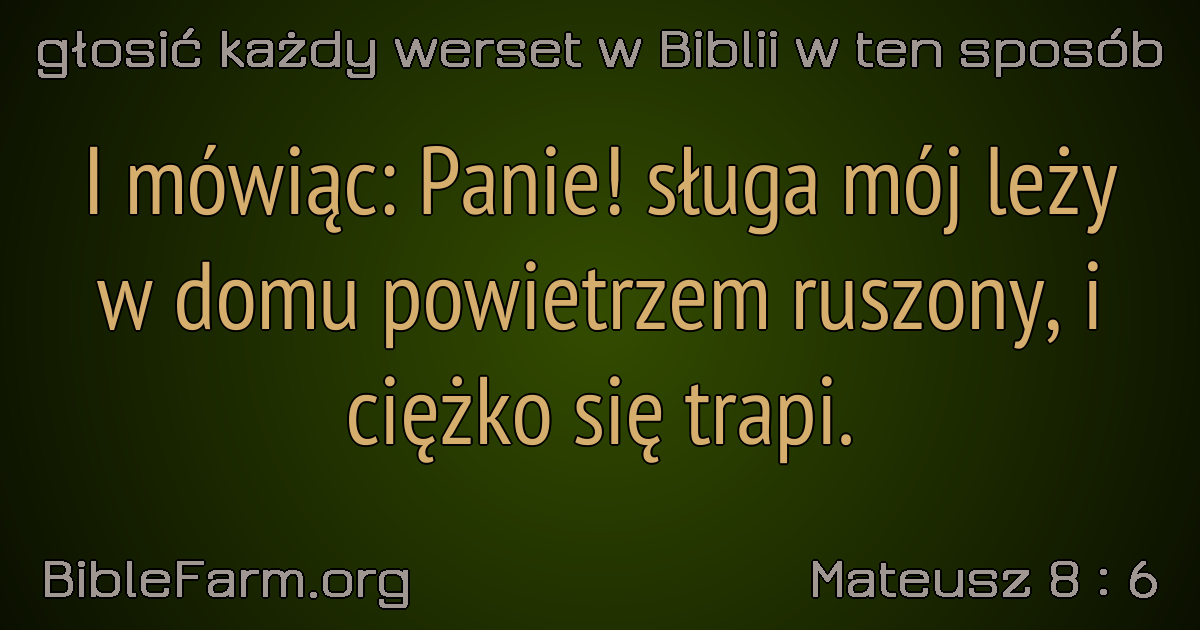 głosić każdy werset w Biblii w ten sposób
I mówiąc: Panie! sługa mój leży
w domu powietrzem ruszony, i
ciężko się trapi.
BibleFarm.org
Mateusz 8 : 6